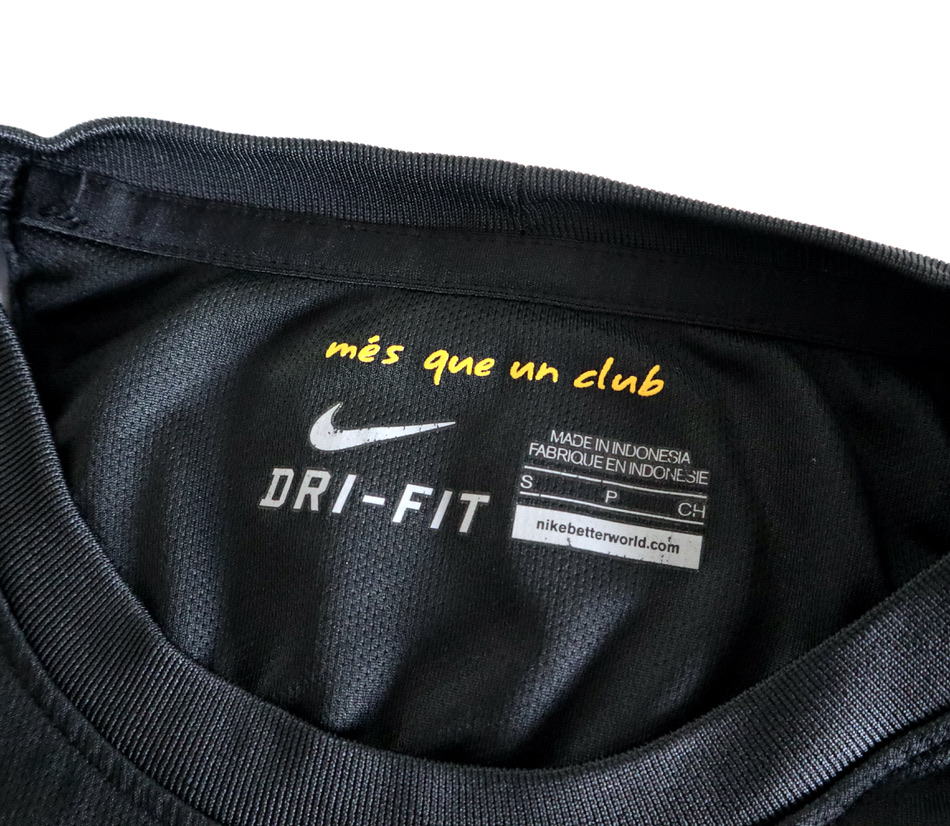 més que un club
DRI-FIT
MADE IN INDONESIA
FABRIQUE EN INDONESIE
S P CH
nikebetterworld.com